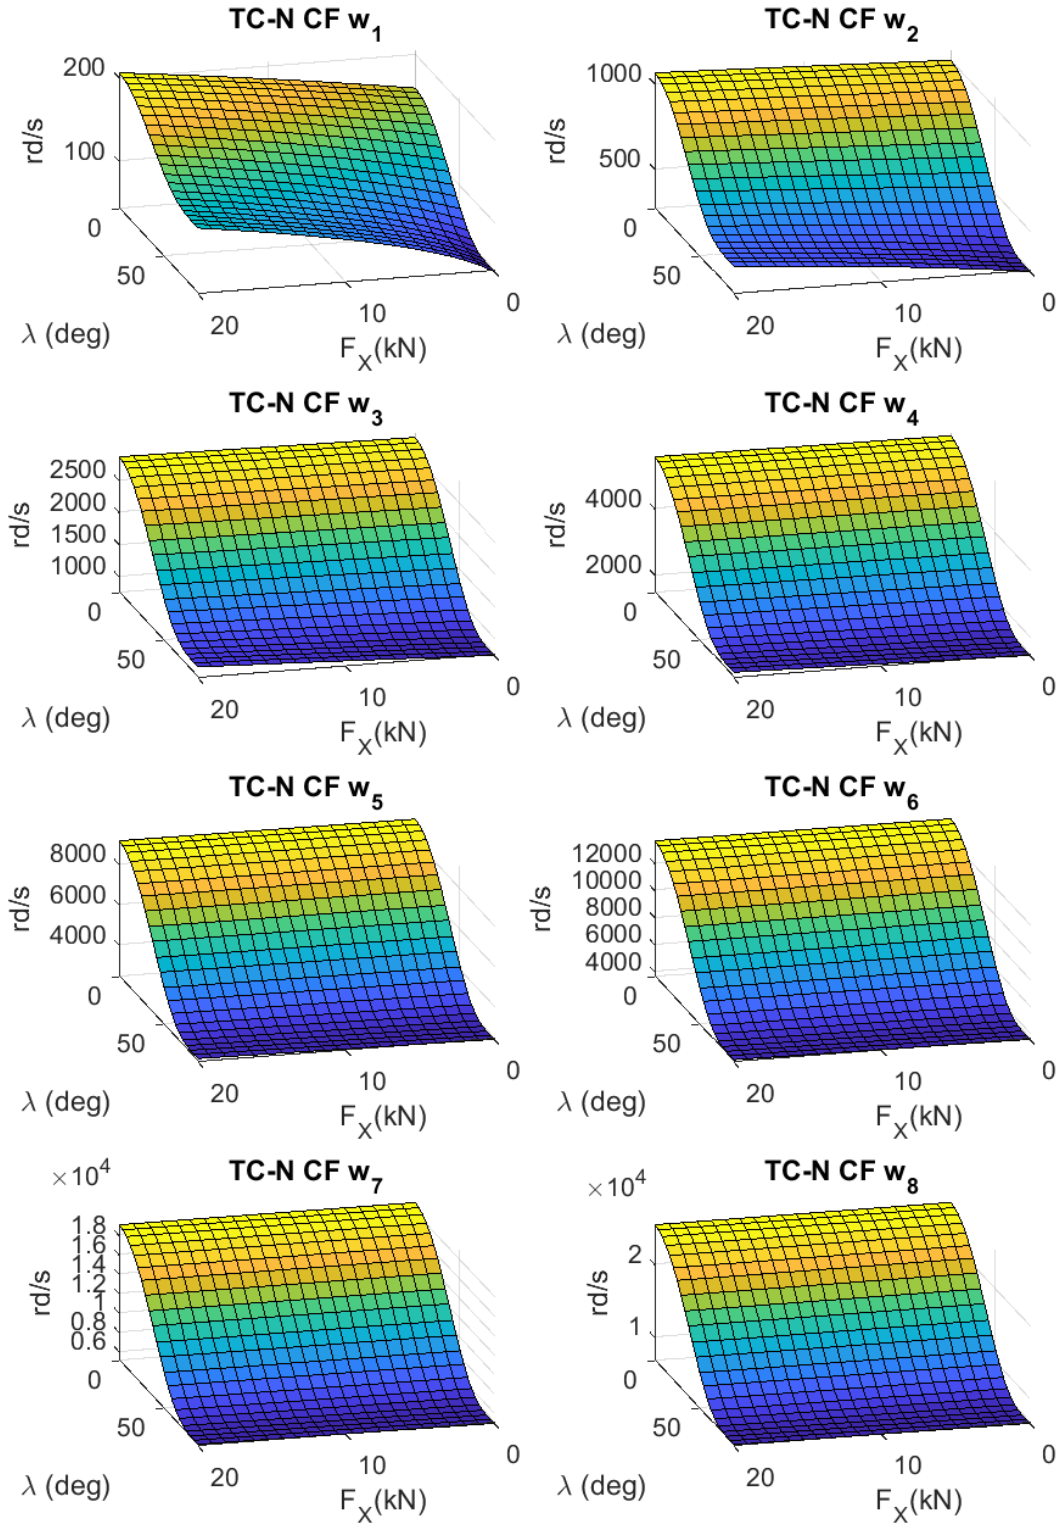 TC-N CF w1
200
100
rd/s
0
50
λ (deg)
20
10
0
FX(kN)
TC-N CF w2
1000
500
rd/s
0
50
λ (deg)
20
10
0
FX(kN)
TC-N CF w3
2500
2000
1500
1000
rd/s
0
50
λ (deg)
20
10
0
FX(kN)
TC-N CF w4
4000
2000
rd/s
0
50
λ (deg)
20
10
0
FX(kN)
TC-N CF w5
8000
6000
4000
rd/s
0
50
λ (deg)
20
10
0
FX(kN)
TC-N CF w6
12000
10000
8000
6000
4000
rd/s
0
50
λ (deg)
20
10
0
FX(kN)
TC-N CF w7
×10^4
1.8
1.6
1.4
1.2
1
0.8
0.6
rd/s
0
50
λ (deg)
20
10
0
FX(kN)
TC-N CF w8
×10^4
2
1
rd/s
0
50
λ (deg)
20
10
0
FX(kN)